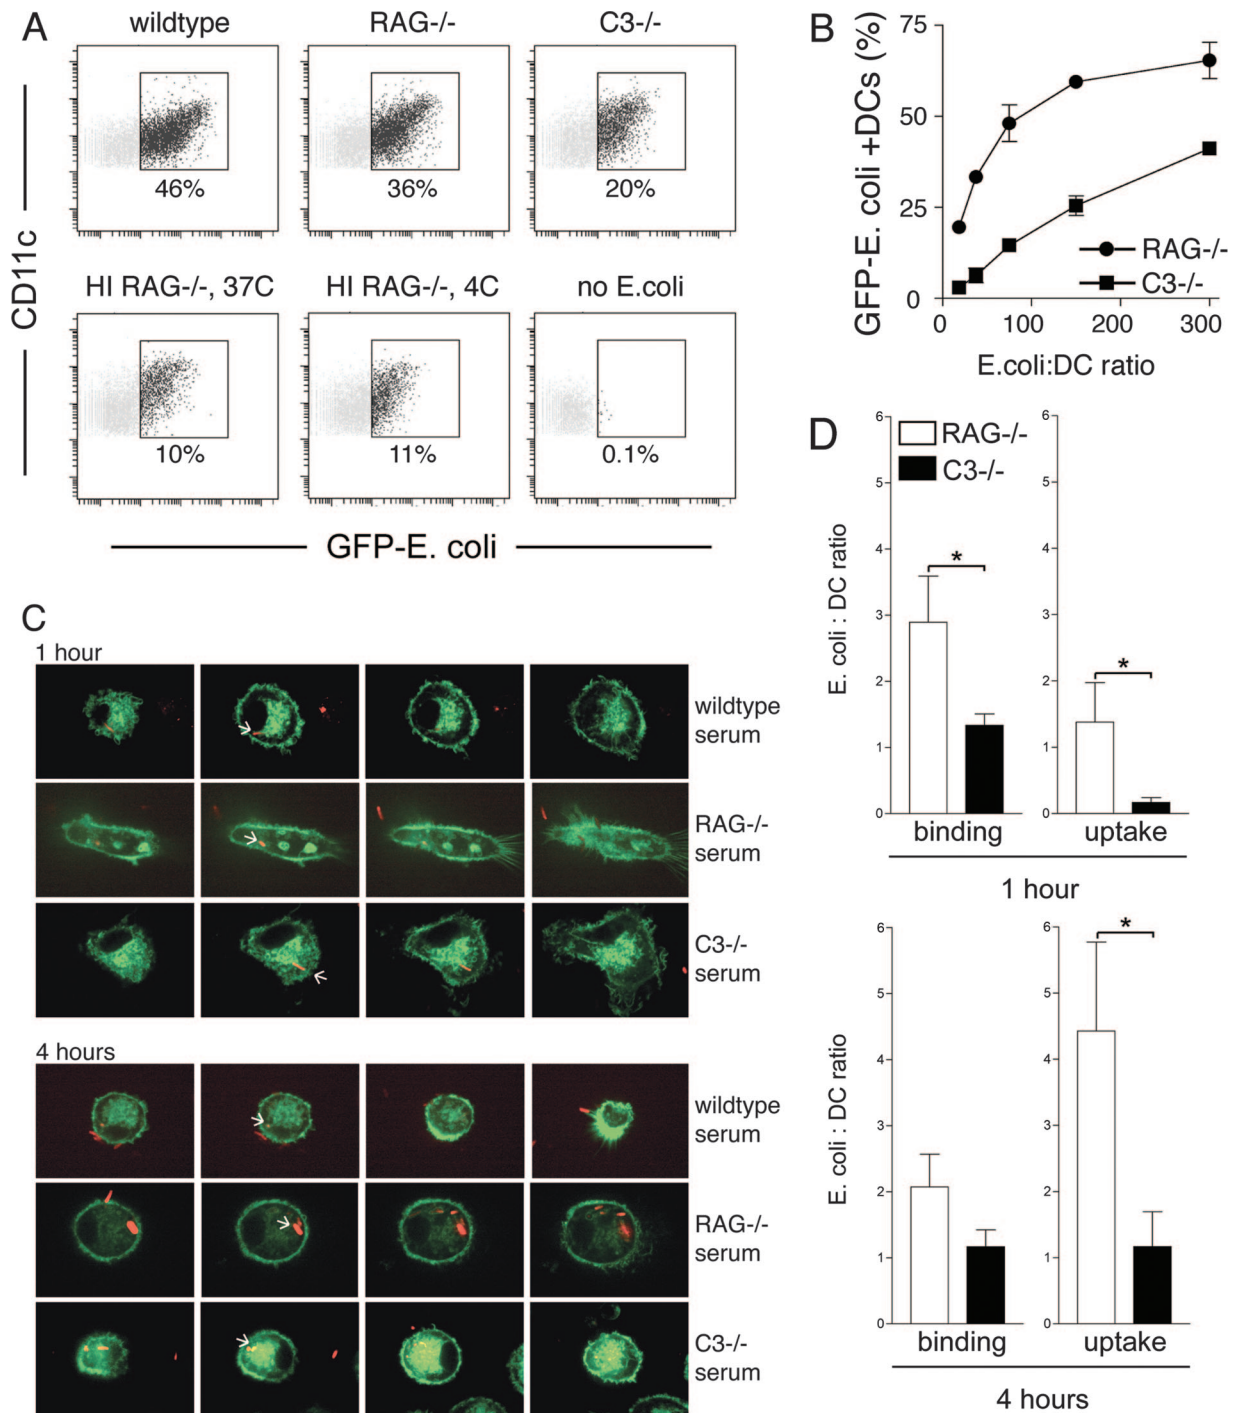 A
wildtype
RAG-/-
C3-/-
46%
36%
20%
HI RAG-/-, 37C
HI RAG-/-, 4C
no E.coli
10%
11%
0.1%
CD11c
GFP-E. coli
B
GFP-E. coli +DCs (%)
75
50
25
0
0
100
200
300
E.coli:DC ratio
RAG-/-
C3-/-
C
1 hour
wildtype
serum
RAG-/-
serum
C3-/-
serum
4 hours
wildtype
serum
RAG-/-
serum
C3-/-
serum
D
RAG-/-
C3-/-
E. coli : DC ratio
6
5
4
3
2
1
0
*
binding
6
5
4
3
2
1
0
*
uptake
1 hour
E. coli : DC ratio
6
5
4
3
2
1
0
binding
6
5
4
3
2
1
0
*
uptake
4 hours